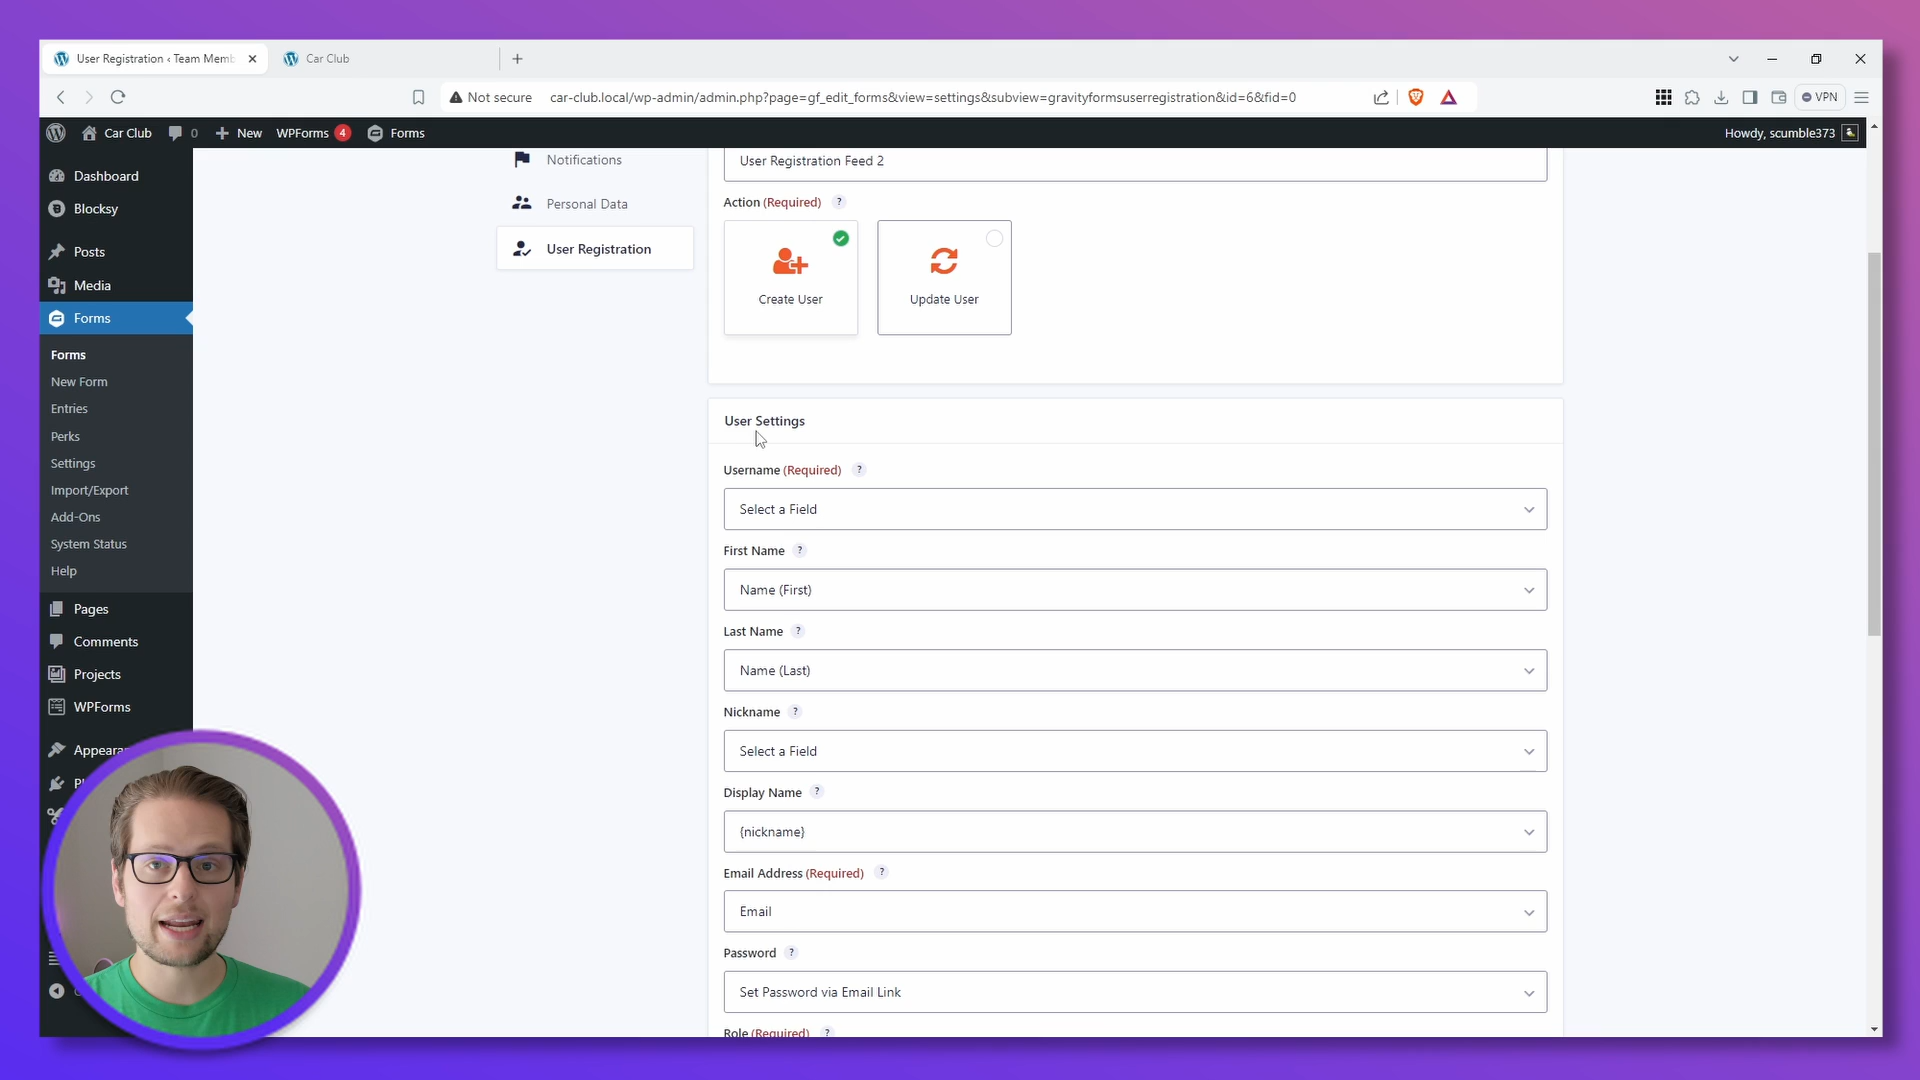 User Registration ‹ Team Memb
Car Club
Not secure
car-club.local/wp-admin/admin.php?page=gf_edit_forms&view=settings&subview=gravityformsuserregistration&id=6&fid=0
VPN
Car Club
0
New
WPForms 4
Forms
Howdy, scumble373
Dashboard
Blocksy
Posts
Media
Forms
Forms
New Form
Entries
Perks
Settings
Import/Export
Add-Ons
System Status
Help
Pages
Comments
Projects
WPForms
Appeara
Notifications
Personal Data
User Registration
User Registration Feed 2
Action (Required) ?
Create User
Update User
User Settings
Username (Required) ?
Select a Field
First Name ?
Name (First)
Last Name ?
Name (Last)
Nickname ?
Select a Field
Display Name ?
{nickname}
Email Address (Required) ?
Email
Password ?
Set Password via Email Link
Role (Required) ?